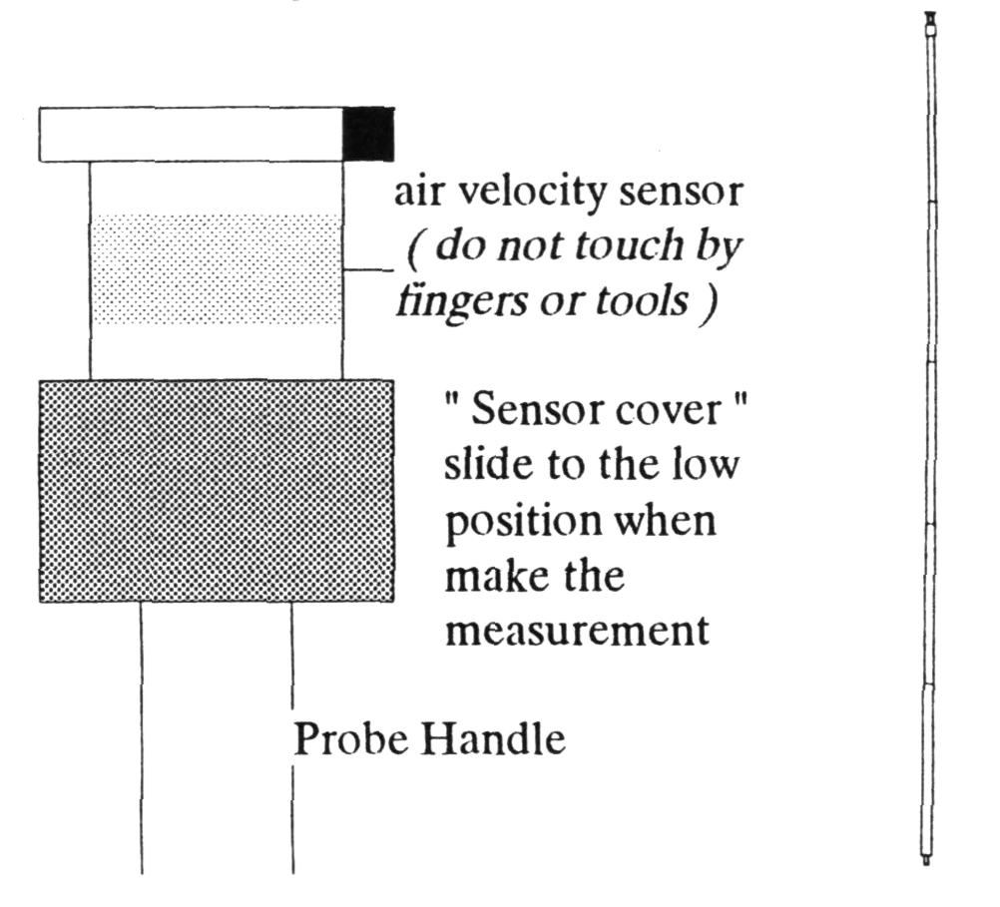 air velocity sensor
( do not touch by
fingers or tools )
" Sensor cover "
slide to the low
position when
make the
measurement
Probe Handle